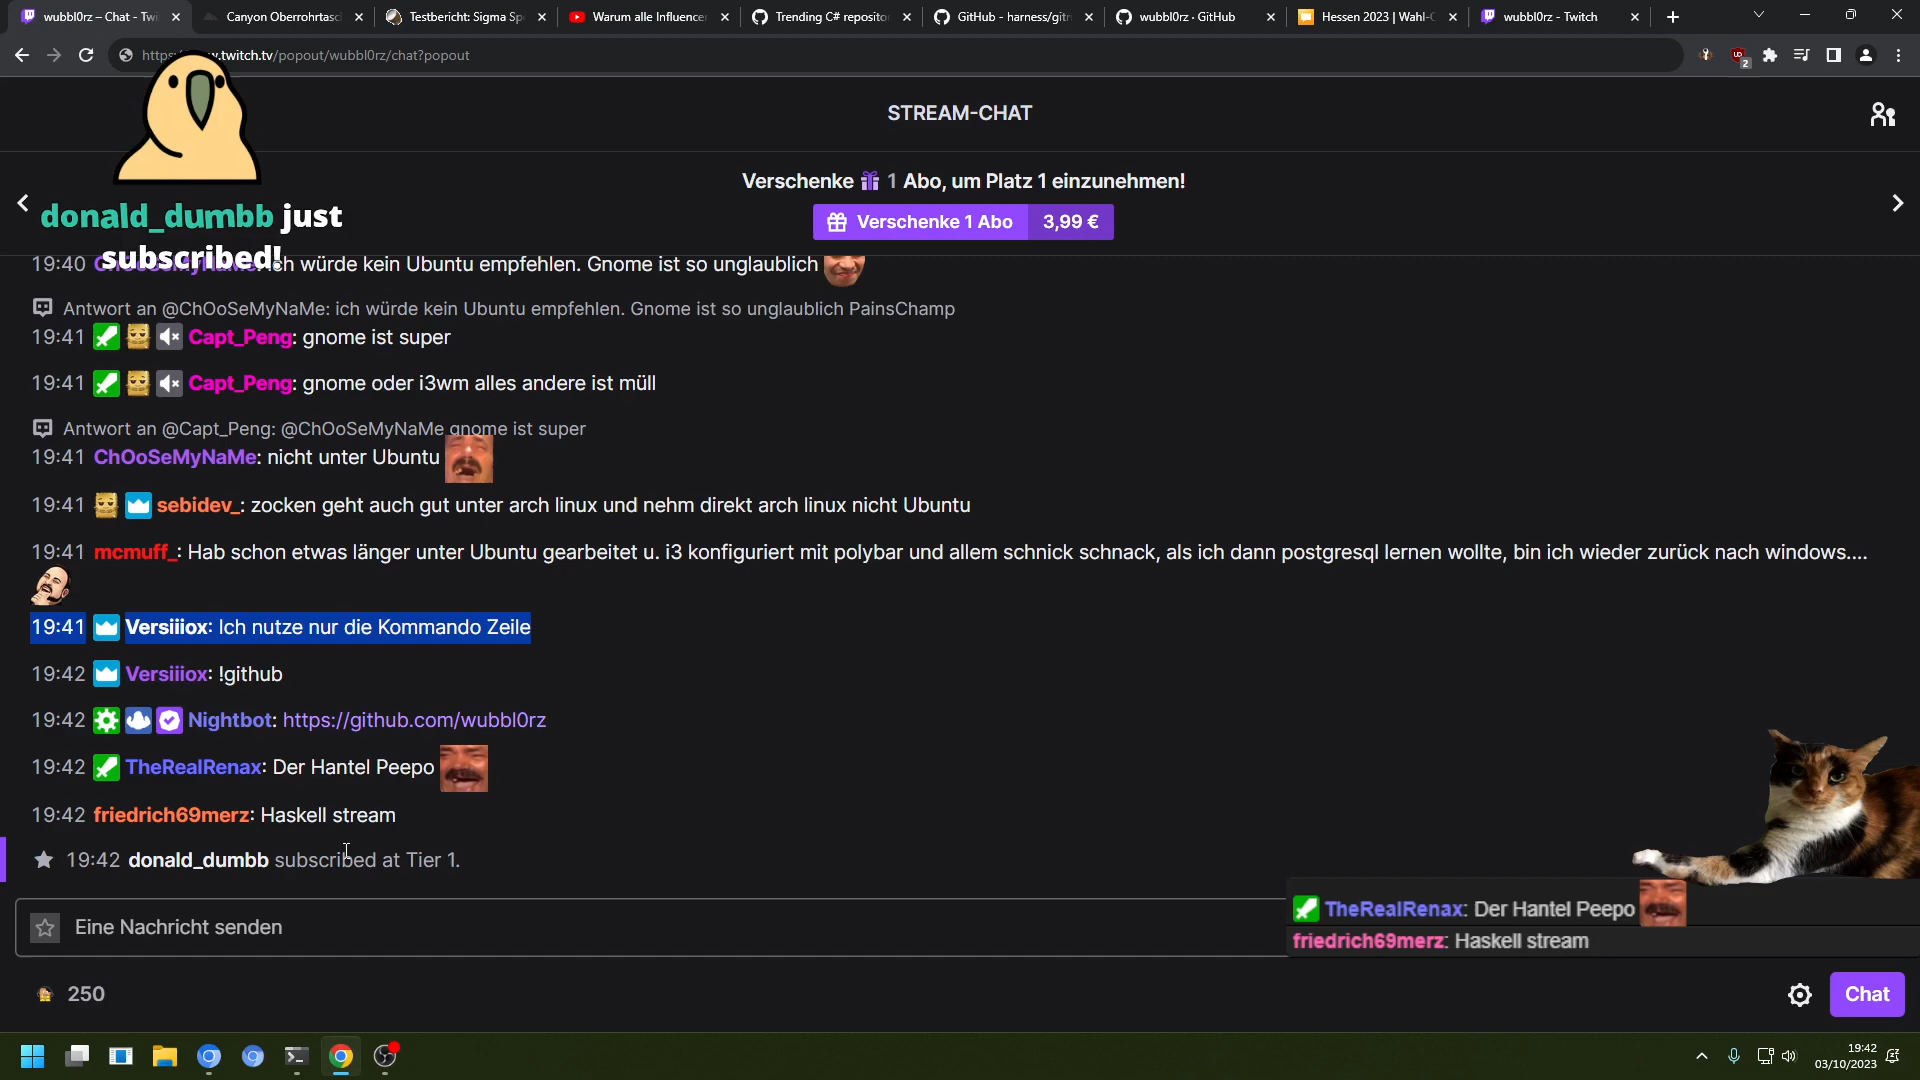 wubbl0rz – Chat - Twi
Canyon Oberrohrtasc
Testbericht: Sigma Sp
Warum alle Influence
Trending C# reposito
GitHub - harness/gitn
wubbl0rz · GitHub
Hessen 2023 | Wahl-
wubbl0rz - Twitch
.twitch.tv/popout/wubbl0rz/chat?popout
2
STREAM-CHAT
Verschenke 1 Abo, um Platz 1 einzunehmen!
Verschenke 1 Abo 3,99 €
donald_dumbb just
subscribed!
19:40 ChOoSeMyNaMe: ich würde kein Ubuntu empfehlen. Gnome ist so unglaublich
Antwort an @ChOoSeMyNaMe: ich würde kein Ubuntu empfehlen. Gnome ist so unglaublich PainsChamp
19:41 Capt_Peng: gnome ist super
19:41 Capt_Peng: gnome oder i3wm alles andere ist müll
Antwort an @Capt_Peng: @ChOoSeMyNaMe gnome ist super
19:41 ChOoSeMyNaMe: nicht unter Ubuntu
19:41 sebidev_: zocken geht auch gut unter arch linux und nehm direkt arch linux nicht Ubuntu
19:41 mcmuff_: Hab schon etwas länger unter Ubuntu gearbeitet u. i3 konfiguriert mit polybar und allem schnick schnack, als ich dann postgresql lernen wollte, bin ich wieder zurück nach windows....
19:41 Versiiiox: Ich nutze nur die Kommando Zeile
19:42 Versiiiox: !github
19:42 Nightbot: https://github.com/wubbl0rz
19:42 TheRealRenax: Der Hantel Peepo
19:42 friedrich69merz: Haskell stream
19:42 donald_dumbb subscribed at Tier 1.
Eine Nachricht senden
TheRealRenax: Der Hantel Peepo
friedrich69merz: Haskell stream
250
Chat
19:42
03/10/2023